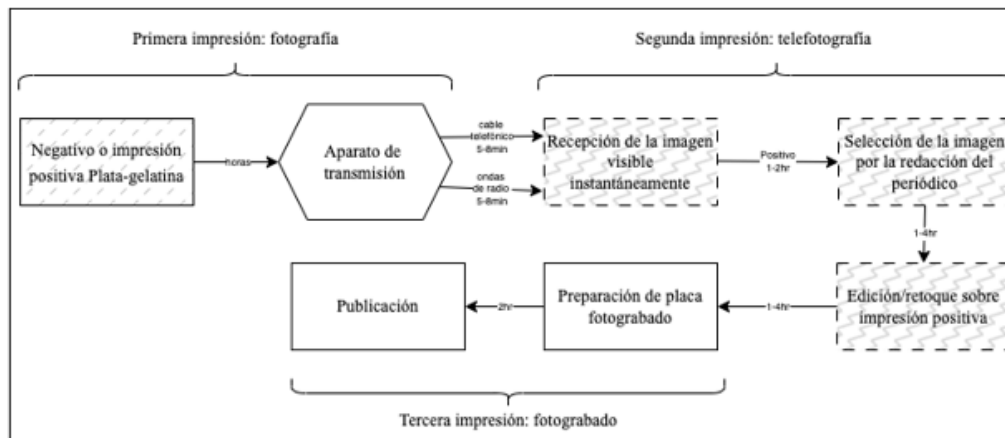 Primera impresión: fotografía
Segunda impresión: telefotografía
Negativo o impresión
positiva Plata-gelatina
horas
Aparato de
transmisión
cable
telefónico
5-8min
ondas
de radio
5-8min
Recepción de la imagen
visible
instantáneamente
Positivo
1-2hr
Selección de la imagen
por la redacción del
periódico
1-4hr
Edición/retoque sobre
impresión positiva
1-4hr
Preparación de placa
fotograbado
2hr
Publicación
Tercera impresión: fotograbado